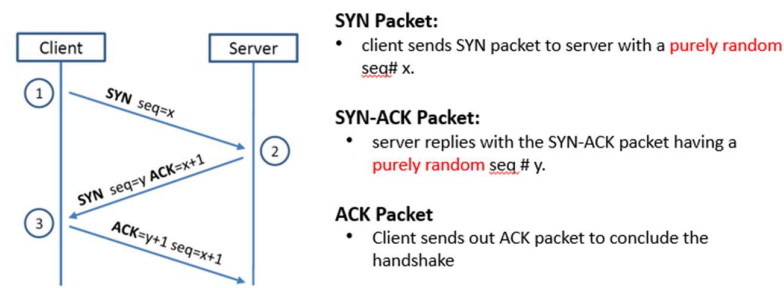 Client
Server
1
SYN seq=x
2
SYN seq=y ACK=x+1
3
ACK=y+1 seq=x+1
SYN Packet:
• client sends SYN packet to server with a purely random
seq# x.
SYN-ACK Packet:
• server replies with the SYN-ACK packet having a
purely random seq # y.
ACK Packet
• Client sends out ACK packet to conclude the
handshake